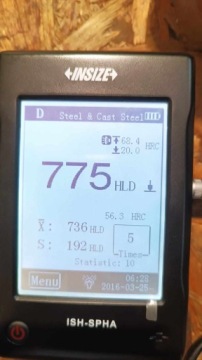 INSIZE
D Steel & Cast Steel
68.4
20.0 HRC
775 HLD
56.3 HRC
X̄: 736 HLD
S: 192 HLD
5
Times
Statistic: 10
Menu
06:28
2016-03-25
ISH-SPHA